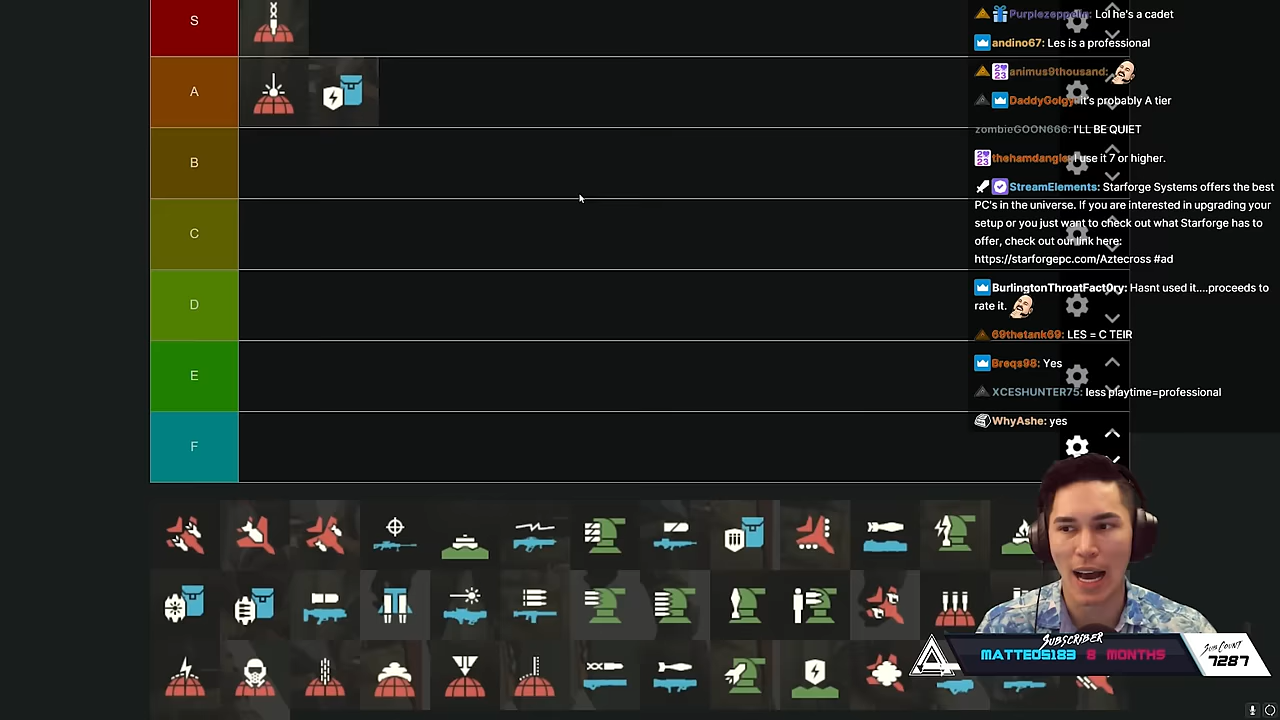 S
A
B
C
D
E
F
Purplezeppelin: Lol he's a cadet
andino67: Les is a professional
animus9thousand:
DaddyGolgy: It's probably A tier
zombieGOON666: I'LL BE QUIET
thehamdangle: I use it 7 or higher.
StreamElements: Starforge Systems offers the best
PC's in the universe. If you are interested in upgrading your
setup or you just want to check out what Starforge has to
offer, check out our link here:
https://starforgepc.com/Aztecross #ad
BurlingtonThroatFact0ry: Hasnt used it....proceeds to
rate it.
69thetank69: LES = C TEIR
Breqs98: Yes
XCESHUNTER75: less playtime=professional
WhyAshe: yes
SUBSCRIBER
MATTEOS183 8 MONTHS
SUB COUNT
7287